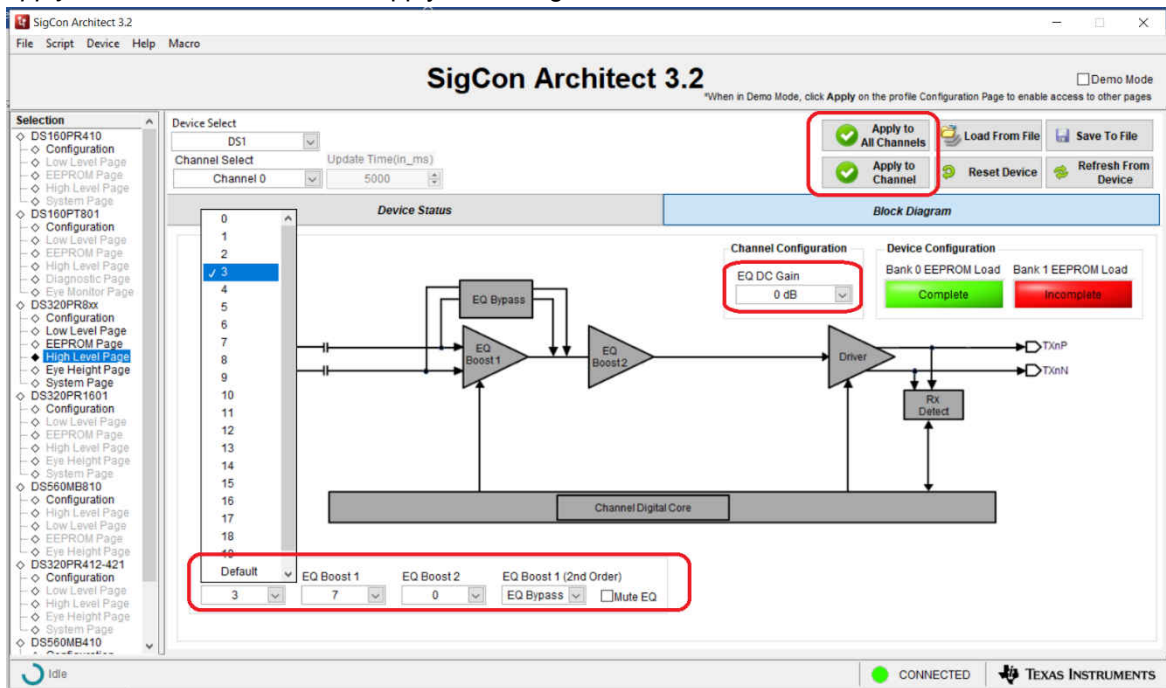 SigCon Architect 3.2
File Script Device Help Macro
SigCon Architect 3.2
Demo Mode
*When in Demo Mode, click Apply on the profile Configuration Page to enable access to other pages
Selection
DS160PR410
Configuration
Low Level Page
EEPROM Page
High Level Page
System Page
DS160PT801
Configuration
Low Level Page
EEPROM Page
High Level Page
Diagnostic Page
Eye Monitor Page
DS320PR8xx
Configuration
Low Level Page
EEPROM Page
High Level Page
Eye Height Page
System Page
DS320PR1601
Configuration
Low Level Page
EEPROM Page
High Level Page
Eye Height Page
System Page
DS560MB810
Configuration
High Level Page
Low Level Page
EEPROM Page
Eye Height Page
DS320PR412-421
Configuration
Low Level Page
High Level Page
Eye Height Page
System Page
DS560MB410
Device Select
DS1
Channel Select
Channel 0
Update Time(in_ms)
5000
Apply to
All Channels
Load From File
Save To File
Apply to
Channel
Reset Device
Refresh From
Device
Device Status
Block Diagram
0
1
2
✓ 3
4
5
6
7
8
9
10
11
12
13
14
15
16
17
18
Default
3
EQ Boost 1
7
EQ Boost 2
0
EQ Boost 1 (2nd Order)
EQ Bypass
Mute EQ
Channel Configuration
EQ DC Gain
0 dB
Device Configuration
Bank 0 EEPROM Load
Complete
Bank 1 EEPROM Load
Incomplete
EQ Bypass
EQ
Boost 1
EQ
Boost2
Driver
TXnP
TXnN
Rx
Detect
Channel Digital Core
Idle
CONNECTED
TEXAS INSTRUMENTS